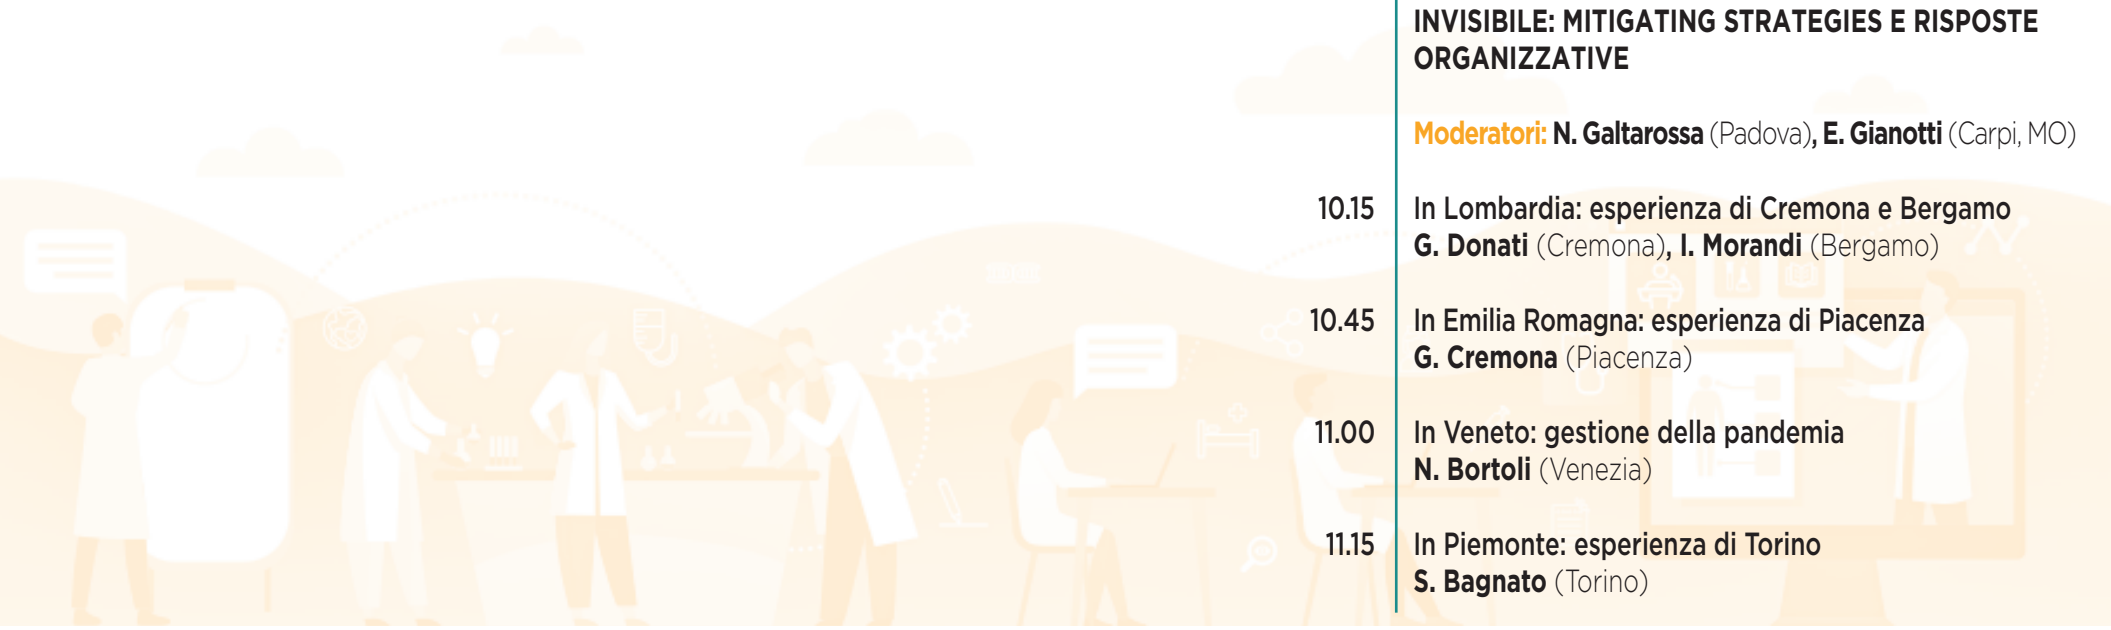 INVISIBILE: MITIGATING STRATEGIES E RISPOSTE
ORGANIZZATIVE
Moderatori: N. Galtarossa (Padova), E. Gianotti (Carpi, MO)
10.15 In Lombardia: esperienza di Cremona e Bergamo
G. Donati (Cremona), I. Morandi (Bergamo)
10.45 In Emilia Romagna: esperienza di Piacenza
G. Cremona (Piacenza)
11.00 In Veneto: gestione della pandemia
N. Bortoli (Venezia)
11.15 In Piemonte: esperienza di Torino
S. Bagnato (Torino)